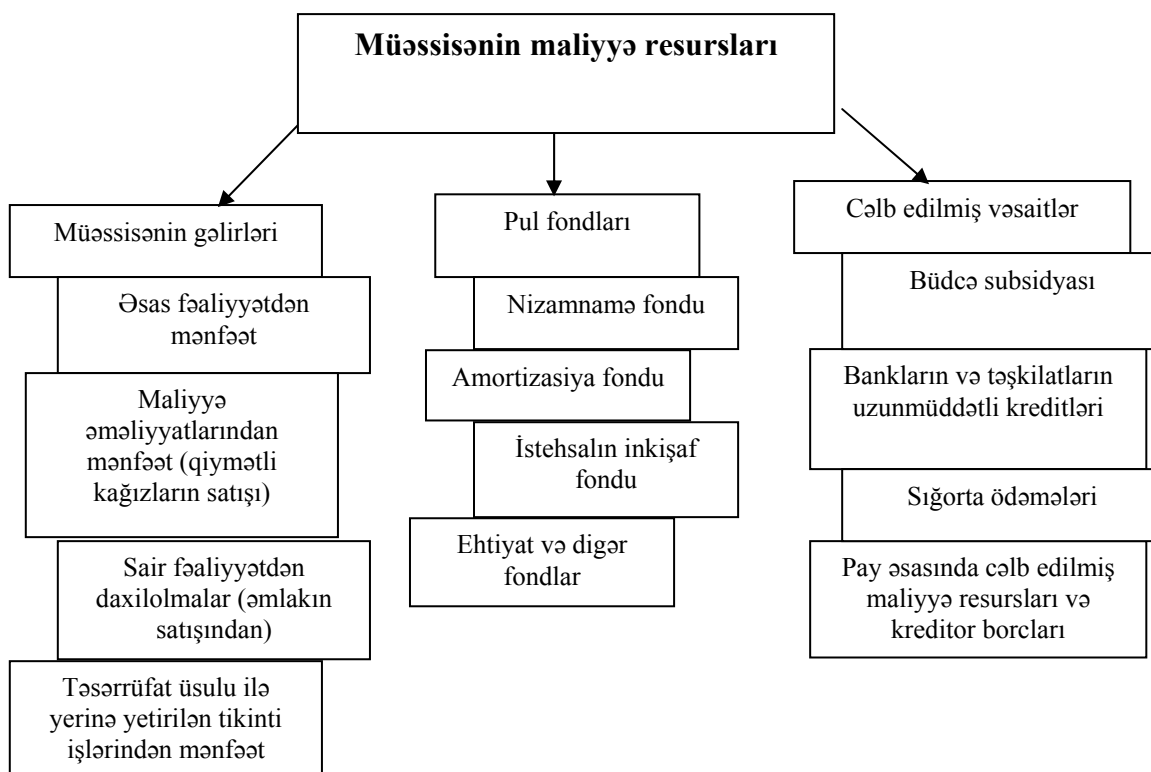 Müəssisənin maliyyə resursları
Müəssisənin gəlirləri
Əsas fəaliyyətdən
mənfəət
Maliyyə
əməliyyatlarından
mənfəət (qiymətli
kağızların satışı)
Sair fəaliyyətdən
daxilolmalar (əmlakın
satışından)
Təsərrüfat üsulu ilə
yerinə yetirilən tikinti
işlərindən mənfəət
Pul fondları
Nizamnamə fondu
Amortizasiya fondu
İstehsalın inkişaf
fondu
Ehtiyat və digər
fondlar
Cəlb edilmiş vəsaitlər
Büdcə subsidyası
Bankların və təşkilatların
uzunmüddətli kreditləri
Sığorta ödəmələri
Pay əsasında cəlb edilmiş
maliyyə resursları və
kreditor borcları